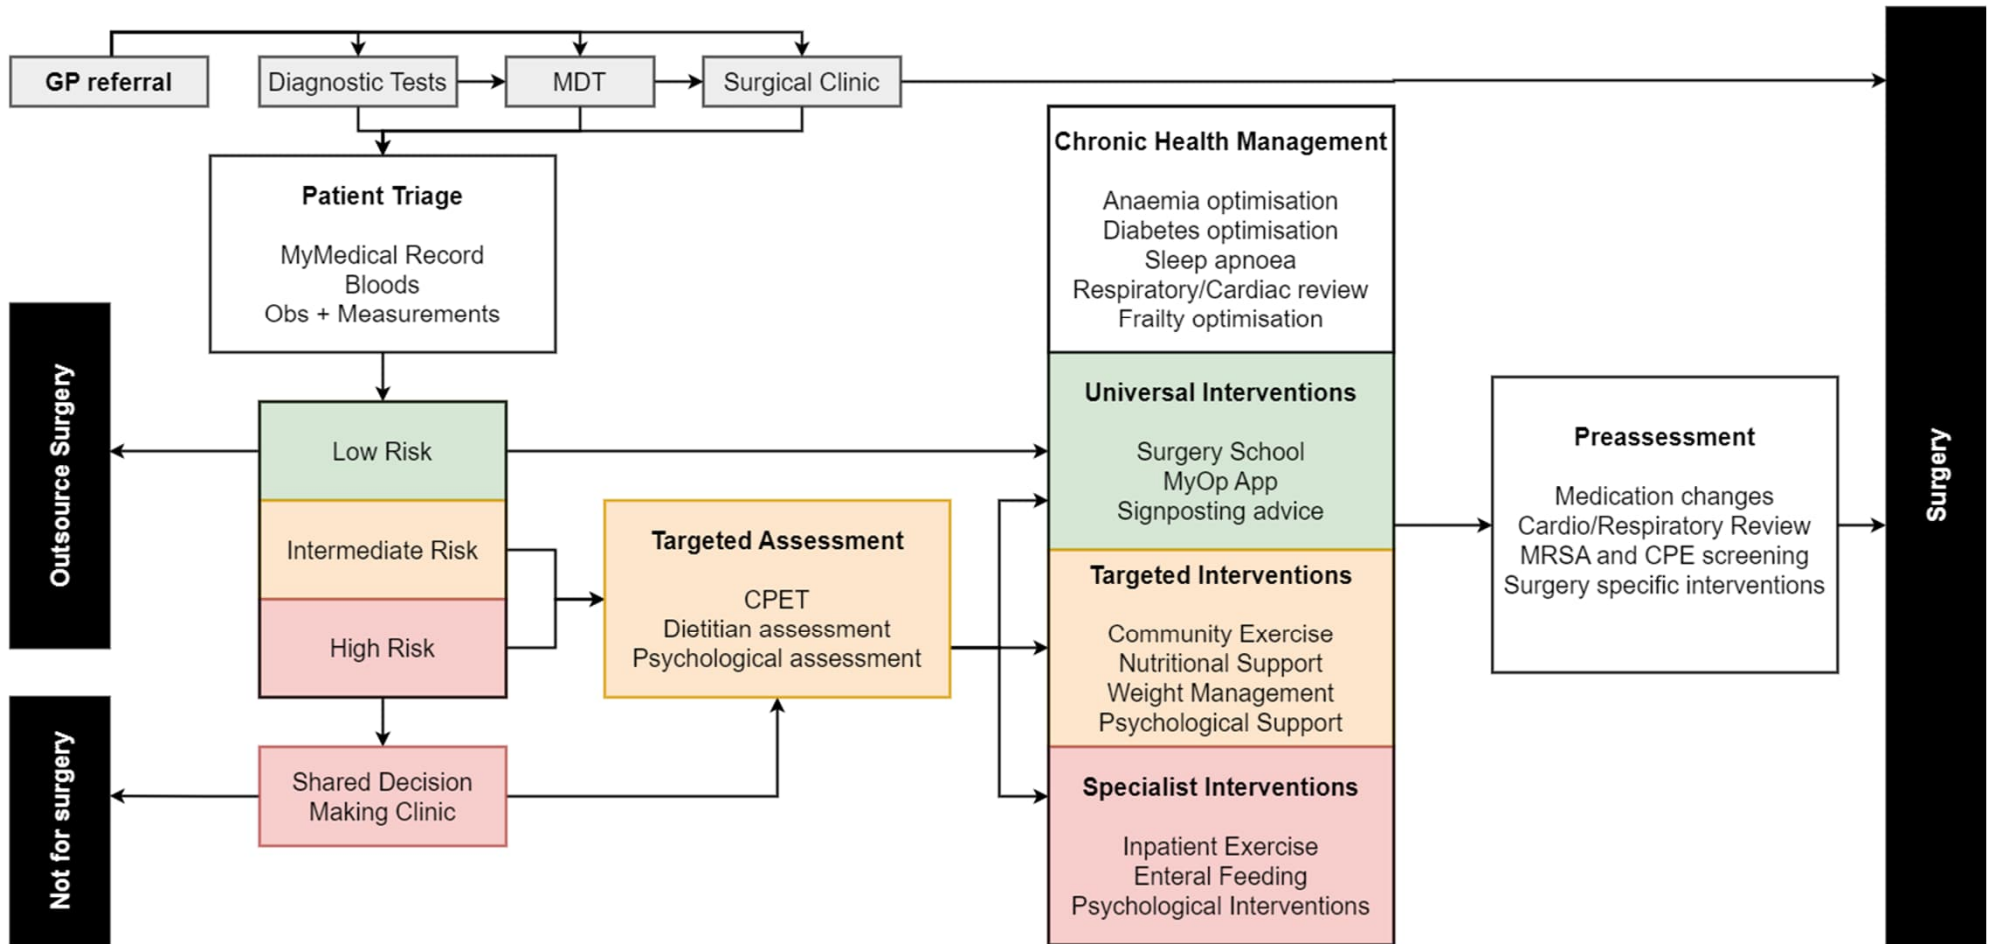 GP referral
Diagnostic Tests
MDT
Surgical Clinic
Patient Triage
MyMedical Record
Bloods
Obs + Measurements
Outsource Surgery
Low Risk
Intermediate Risk
High Risk
Not for surgery
Shared Decision
Making Clinic
Targeted Assessment
CPET
Dietitian assessment
Psychological assessment
Chronic Health Management
Anaemia optimisation
Diabetes optimisation
Sleep apnoea
Respiratory/Cardiac review
Frailty optimisation
Universal Interventions
Surgery School
MyOp App
Signposting advice
Targeted Interventions
Community Exercise
Nutritional Support
Weight Management
Psychological Support
Specialist Interventions
Inpatient Exercise
Enteral Feeding
Psychological Interventions
Preassessment
Medication changes
Cardio/Respiratory Review
MRSA and CPE screening
Surgery specific interventions
Surgery